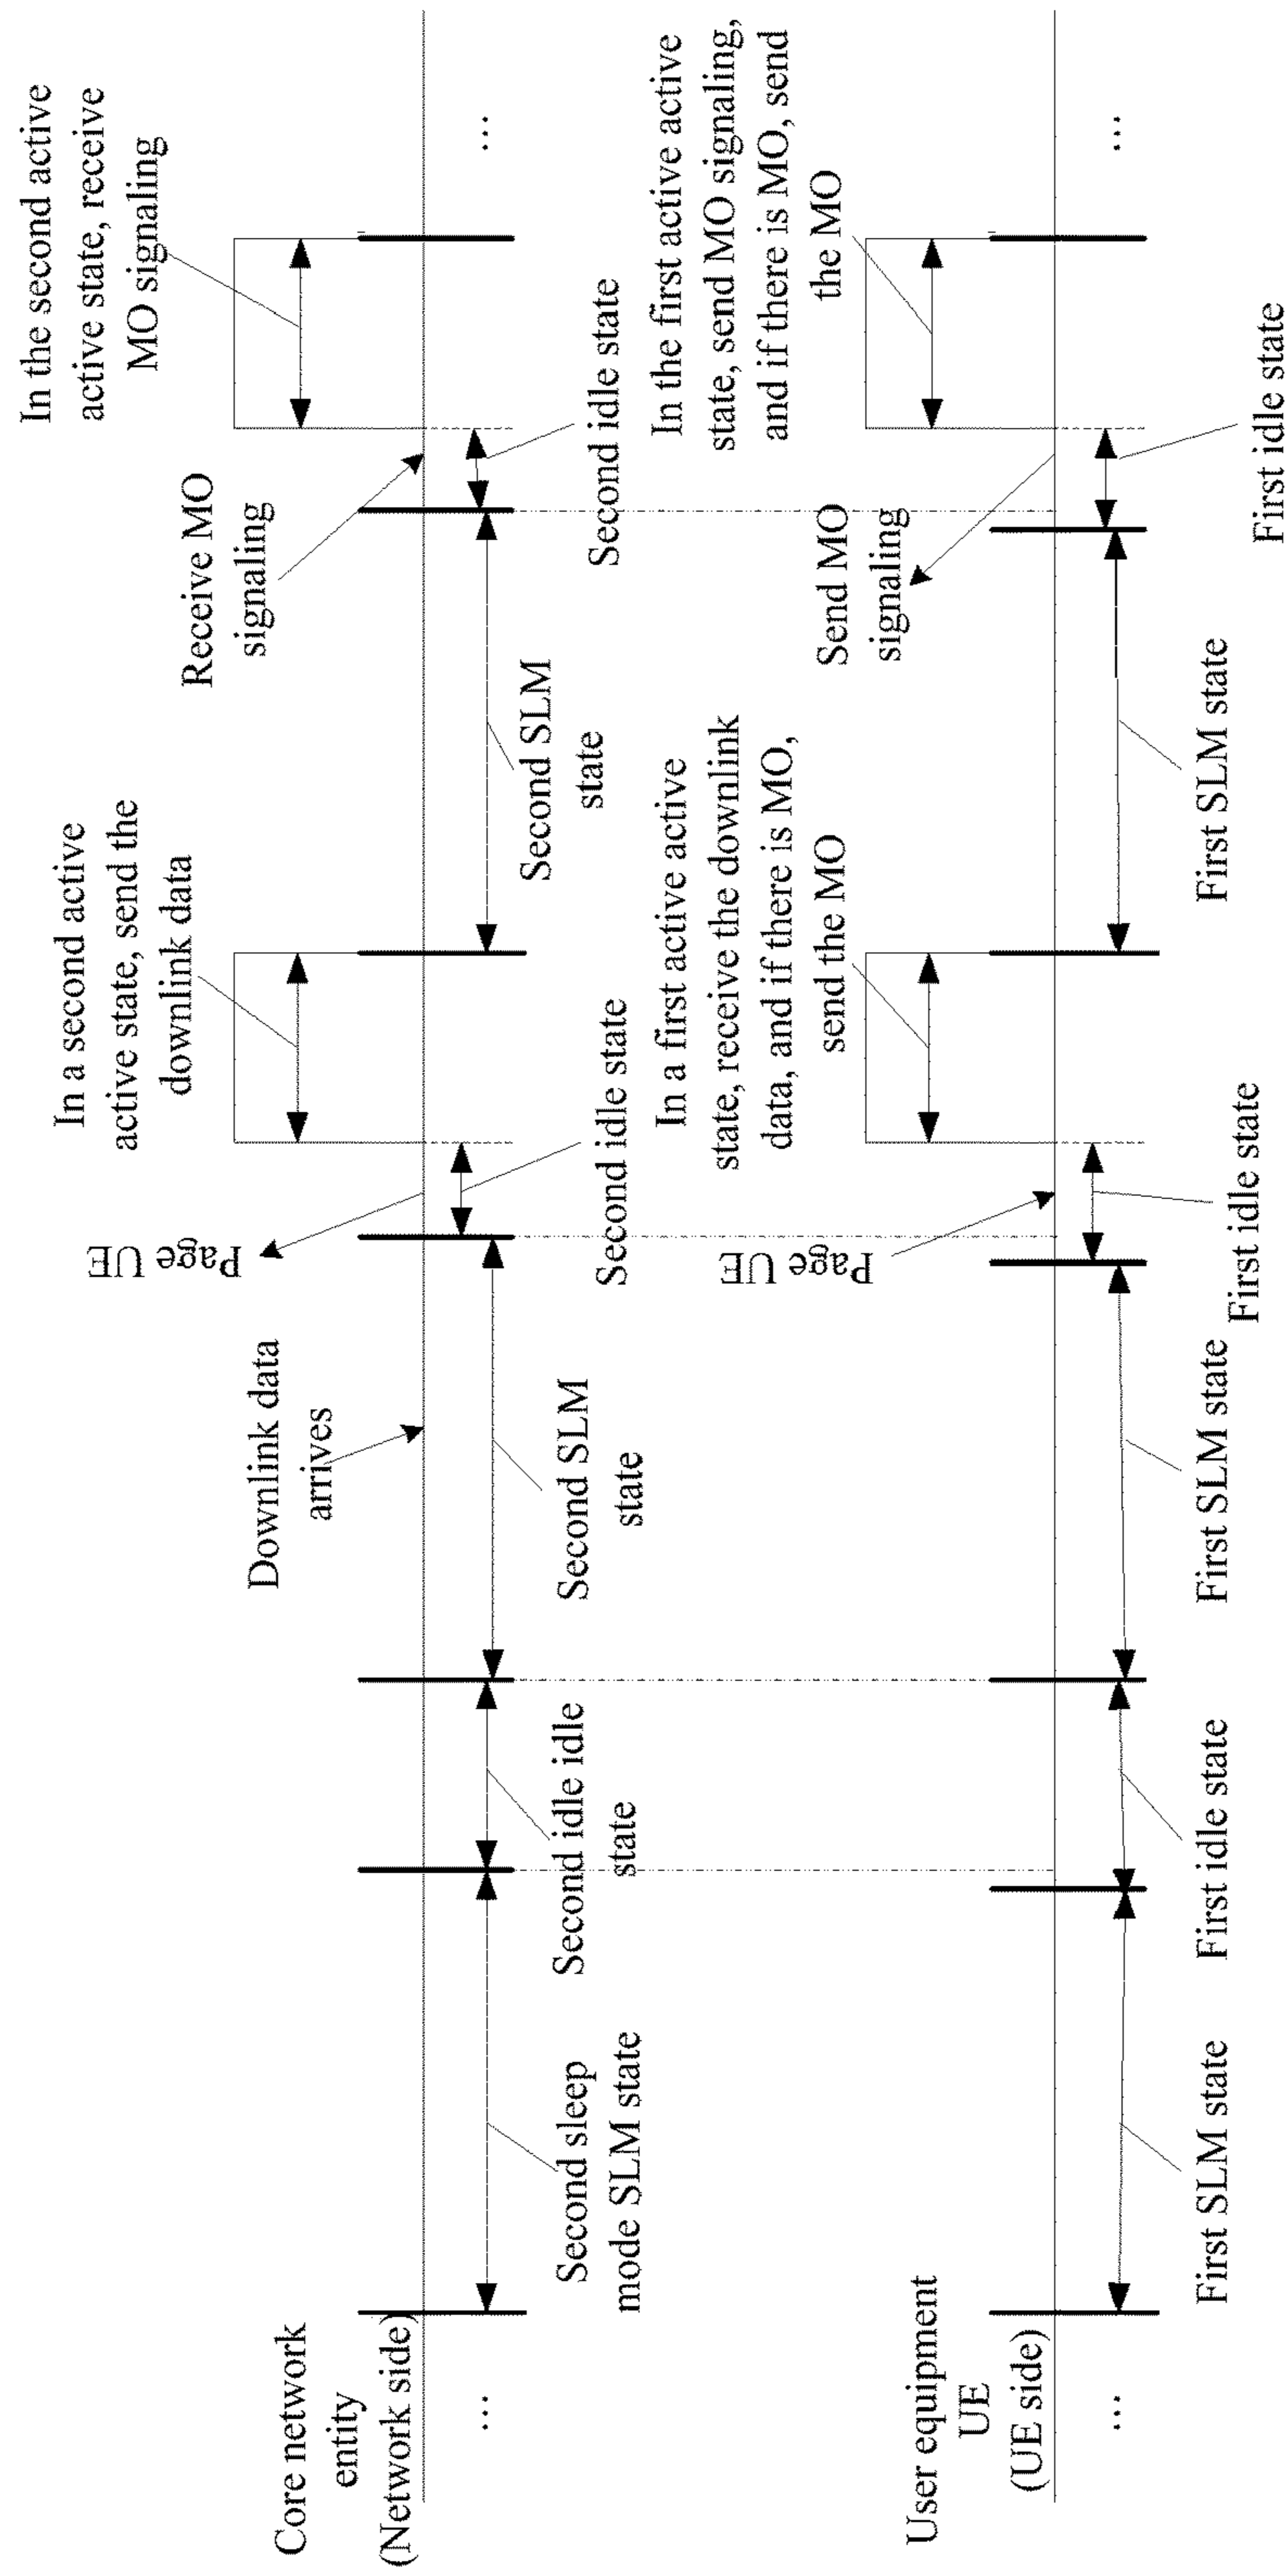 Core network
entity
(Network side)
…
Second sleep
mode SLM state
Second idle idle
state
Downlink data
arrives
Second SLM
state
Page UE
Second idle state
In a second active
active state, send the
downlink data
Second SLM
state
Receive MO
signaling
Second idle state
In the second active
active state, receive
MO signaling
…
User equipment
UE
(UE side)
…
First SLM state
First idle state
First SLM state
Page UE
First idle state
In a first active active
state, receive the downlink
data, and if there is MO,
send the MO
First SLM state
Send MO
signaling
First idle state
In the first active active
state, send MO signaling,
and if there is MO, send
the MO
…